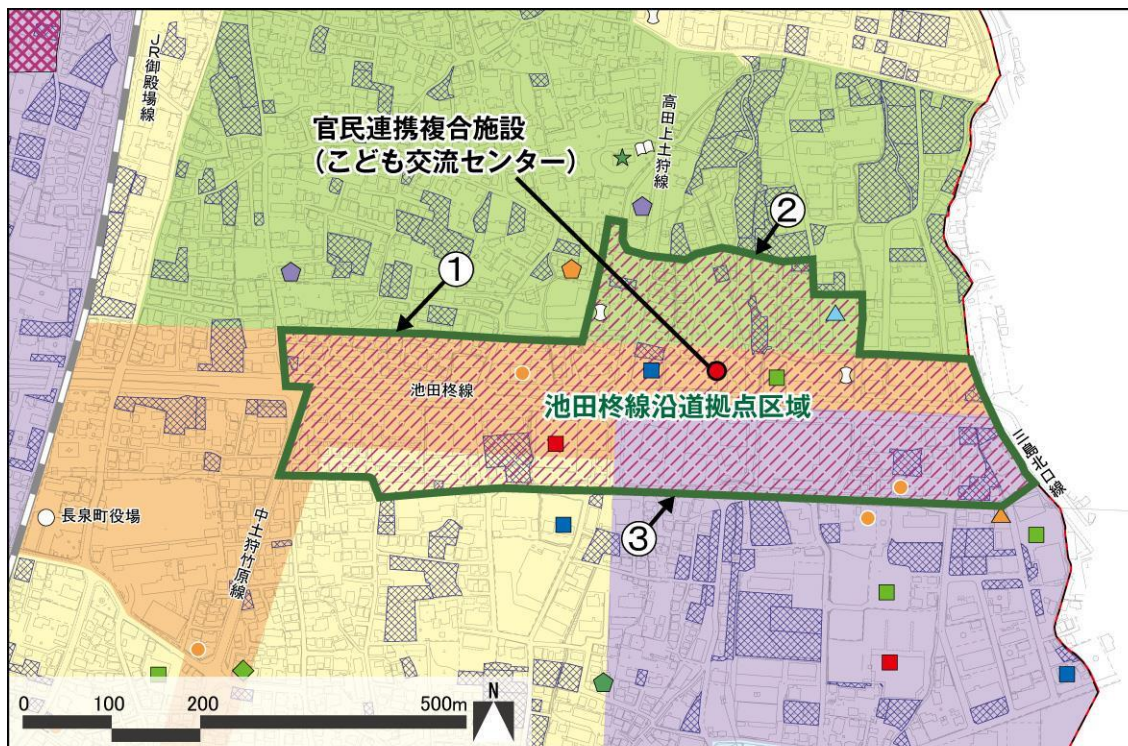 JR御殿場線
高田上土狩線
官民連携複合施設
（こども交流センター）
②
①
池田柊線
池田柊線沿道拠点区域
三島北口線
長泉町役場
中土狩竹原線
③
0 100 200 500m
N